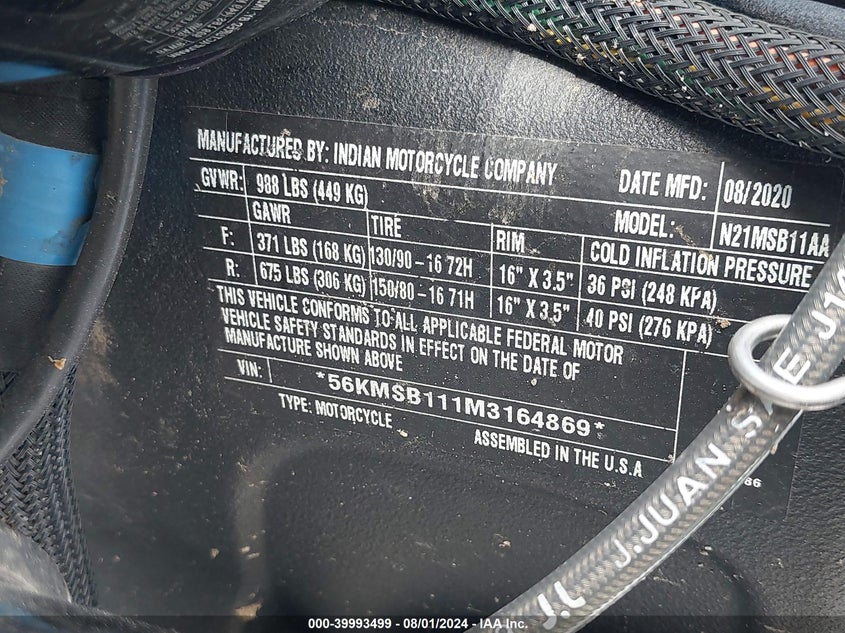 MANUFACTURED BY: INDIAN MOTORCYCLE COMPANY DATE MFD: 08/2020
GVWR: 988 LBS (449 KG) MODEL: N21MSB11AA
GAWR TIRE RIM COLD INFLATION PRESSURE
F: 371 LBS (168 KG) 130/90 – 16 72H 16" X 3.5" 36 PSI (248 KPA)
R: 675 LBS (306 KG) 150/80 – 16 71H 16" X 3.5" 40 PSI (276 KPA)
THIS VEHICLE CONFORMS TO ALL APPLICABLE FEDERAL MOTOR
VEHICLE SAFETY STANDARDS IN EFFECT ON THE DATE OF
MANUFACTURE SHOWN ABOVE
VIN: *56KMSB111M3164869*
TYPE: MOTORCYCLE ASSEMBLED IN THE U.S.A
86
J.L J.JUAN SAE
000-39993499 - 08/01/2024 - IAA Inc.